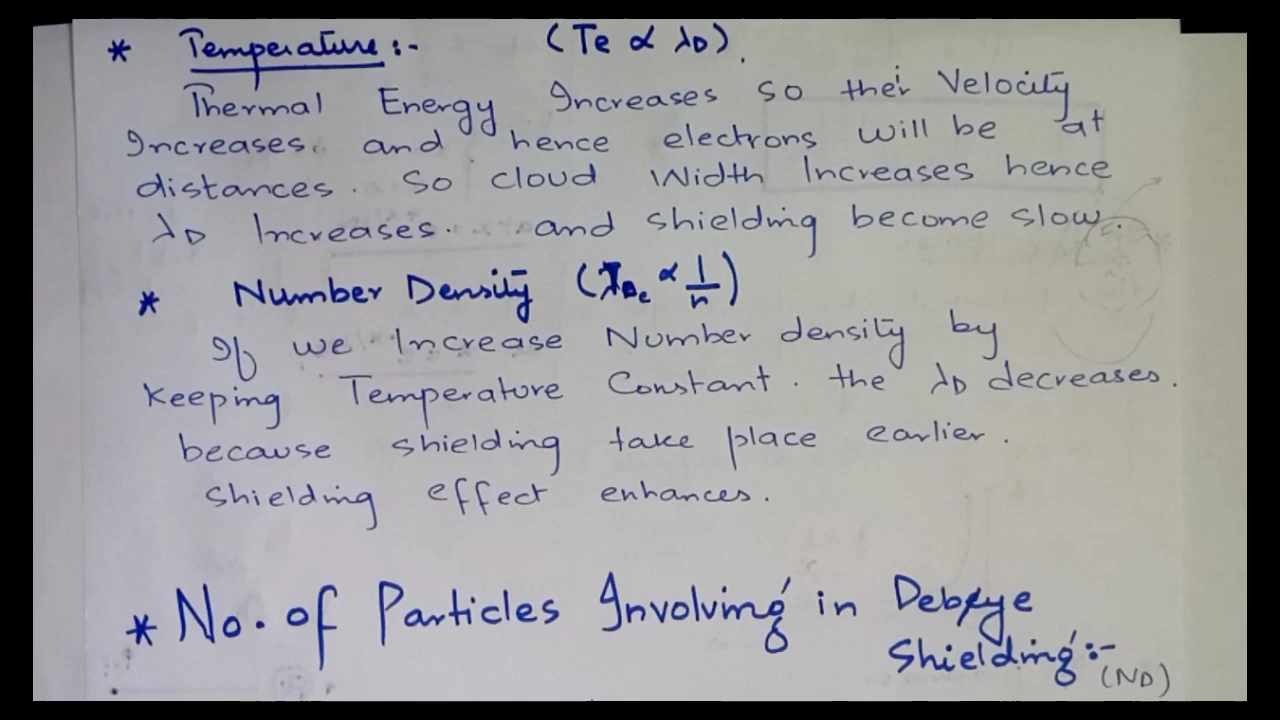 * Temperature :- (Te ∝ λD).
Thermal Energy Increases so their Velocity
Increases. and hence electrons will be at
distances. So cloud Width Increases hence
λD Increases. and shielding become slow.
* Number Density (λDe ∝ 1/n)
If we Increase Number density by
Keeping Temperature Constant. the λD decreases.
because shielding take place earlier.
Shielding effect enhances.
* No. of Particles Involving in Debye
Shielding :-
(ND)